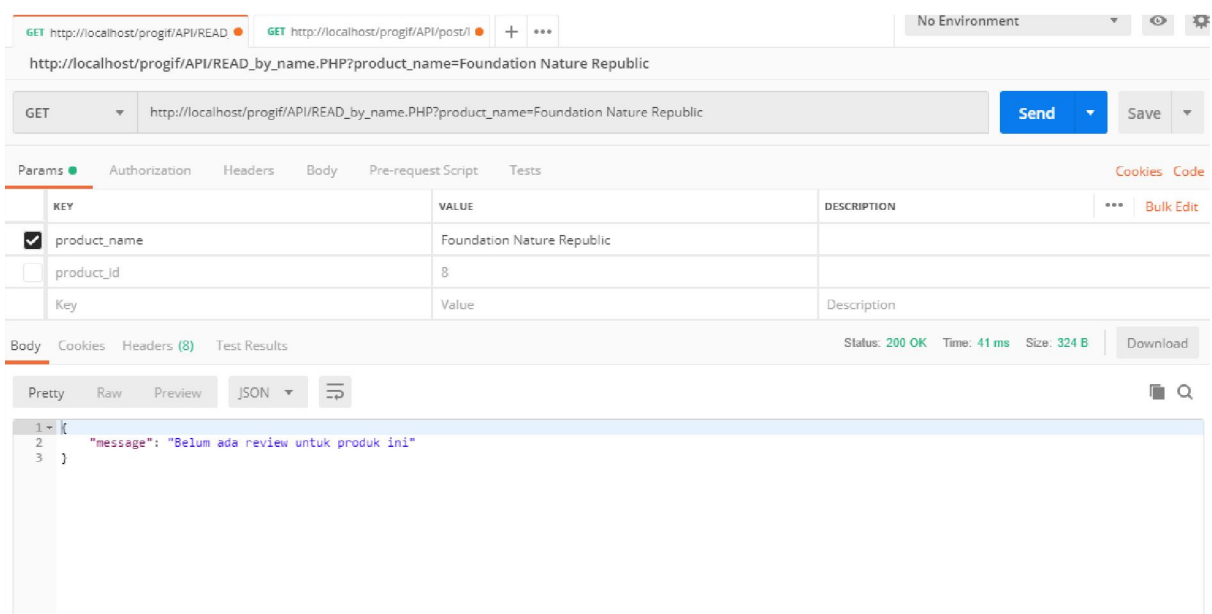 GET http://localhost/progif/API/READ
GET http://localhost/progif/API/post/l
+
•••
No Environment
http://localhost/progif/API/READ_by_name.PHP?product_name=Foundation Nature Republic
GET http://localhost/progif/API/READ_by_name.PHP?product_name=Foundation Nature Republic Send Save
Params Authorization Headers Body Pre-request Script Tests Cookies Code
KEY VALUE DESCRIPTION ••• Bulk Edit
product_name Foundation Nature Republic
product_id 8
Key Value Description
Body Cookies Headers (8) Test Results Status: 200 OK Time: 41 ms Size: 324 B Download
Pretty Raw Preview JSON
1 {
2 "message": "Belum ada review untuk produk ini"
3 }